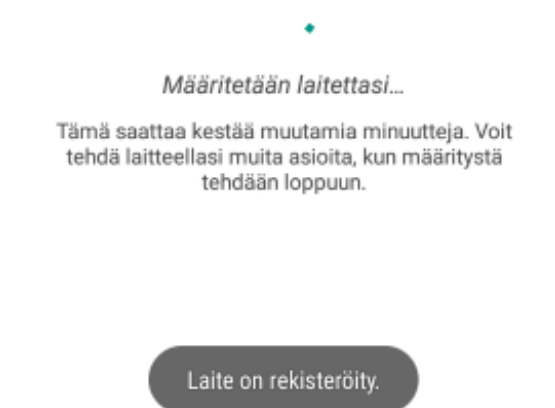 Määritetään laitettasi…
Tämä saattaa kestää muutamia minuutteja. Voit
tehdä laitteellasi muita asioita, kun määritystä
tehdään loppuun.
Laite on rekisteröity.